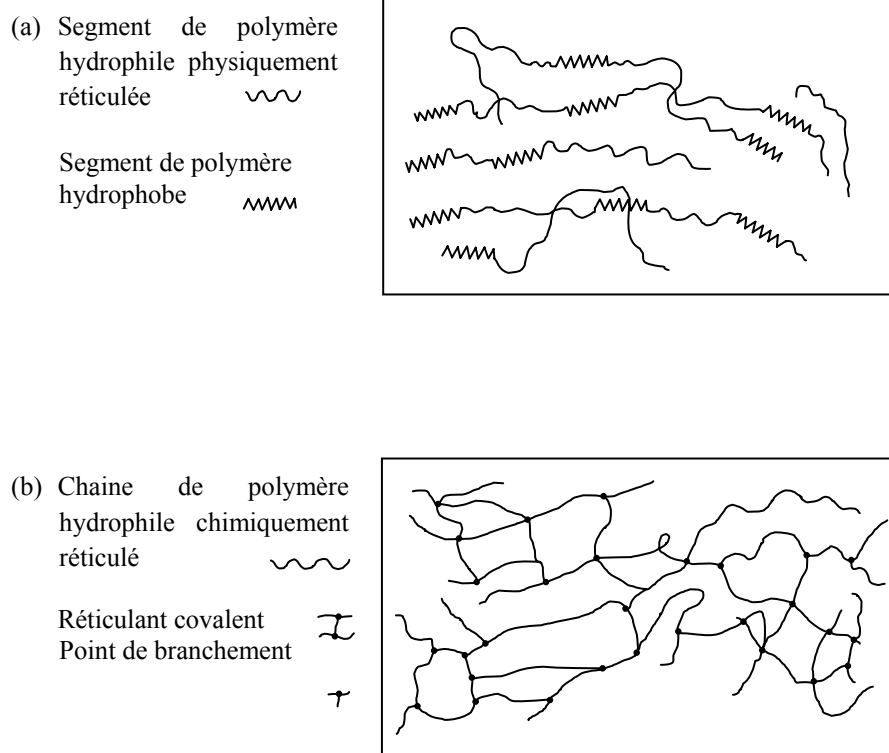 (a) Segment de polymère
hydrophile physiquement
réticulée
Segment de polymère
hydrophobe
(b) Chaine de polymère
hydrophile chimiquement
réticulé
Réticulant covalent
Point de branchement